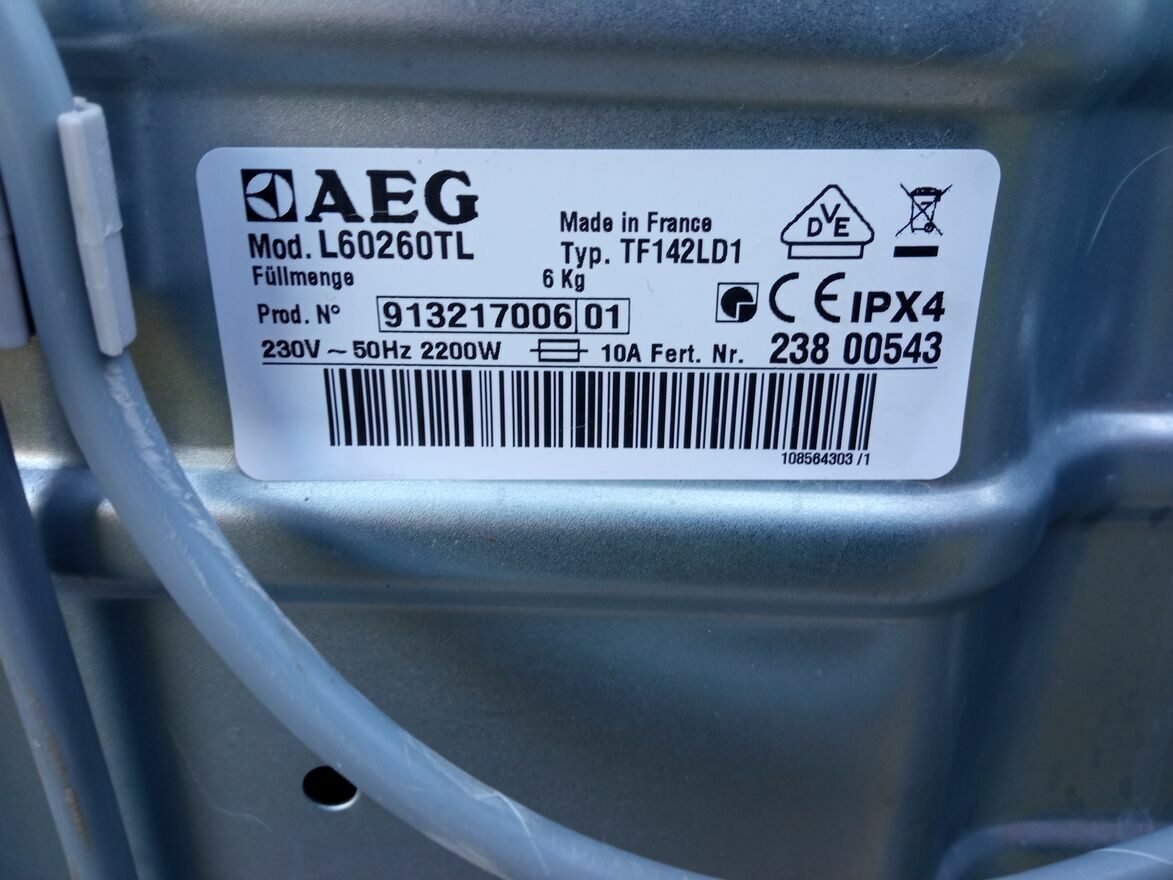 AEG
Mod. L60260TL
Made in France
Typ. TF142LD1
DVE
Füllmenge 6 Kg
Prod. N° 913217006 01
CE IPX4
230V ~ 50Hz 2200W 10A Fert. Nr. 238 00543
108564303 /1